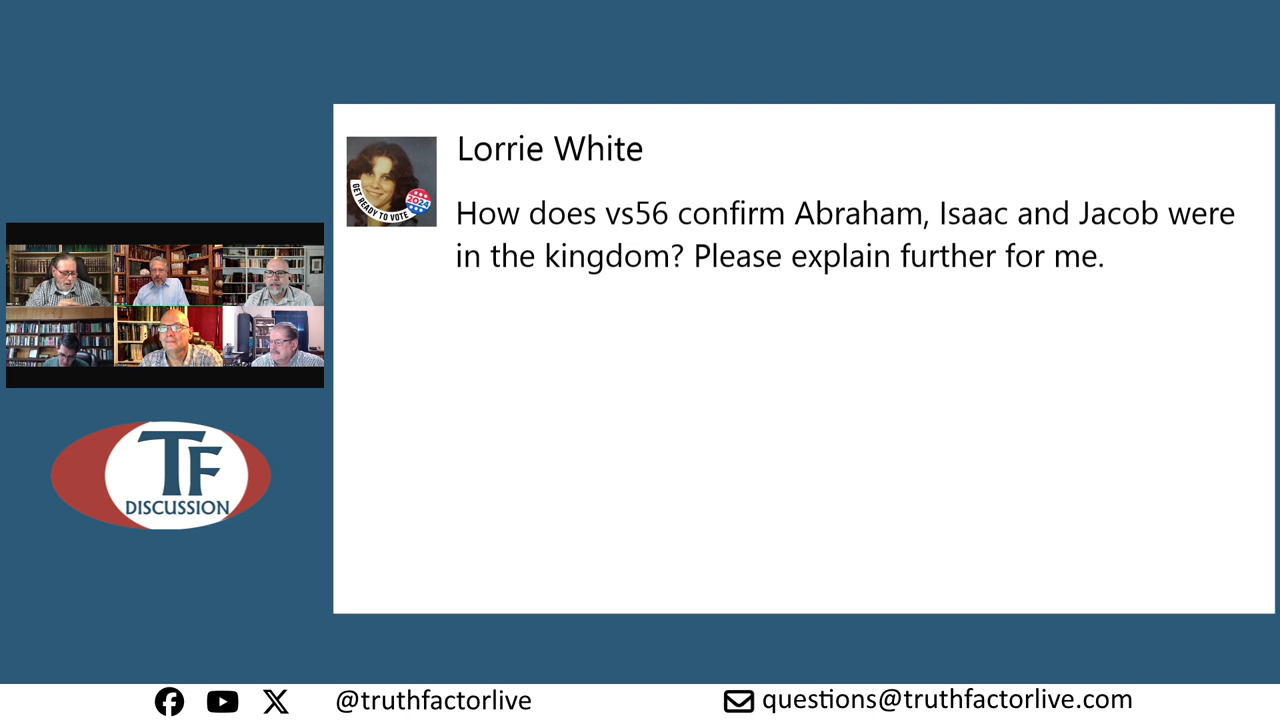 Lorrie White
GET READY TO VOTE
2024
How does vs56 confirm Abraham, Isaac and Jacob were
in the kingdom? Please explain further for me.
TF
DISCUSSION
@truthfactorlive
questions@truthfactorlive.com